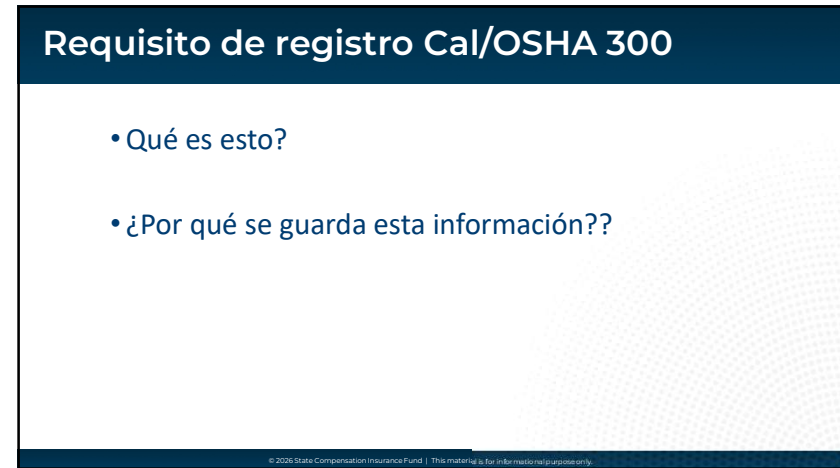 Requisito de registro Cal/OSHA 300
• Qué es esto?
• ¿Por qué se guarda esta información??
© 2026 State Compensation Insurance Fund | This material is for informational purpose only.